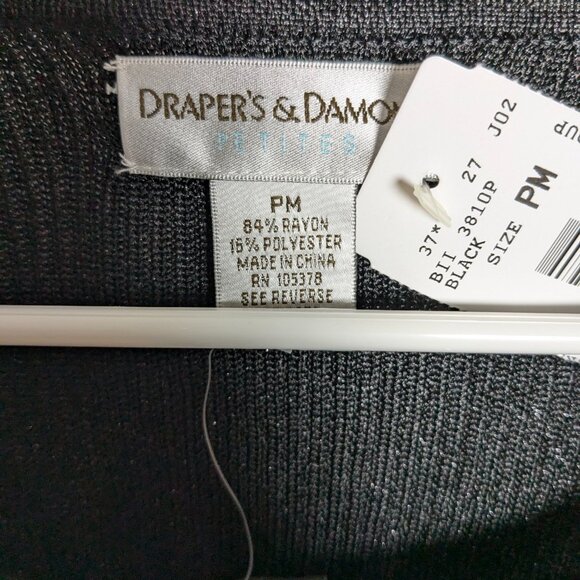 DRAPER'S & DAMO
PETITES
PM
84% RAYON
16% POLYESTER
MADE IN CHINA
RN 105378
SEE REVERSE
37* 27 J02
BII 3810P
BLACK
SIZE PM